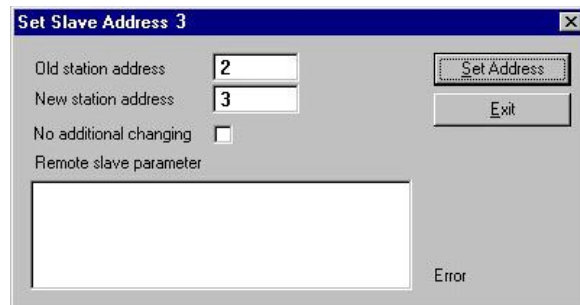 Set Slave Address 3
Old station address 2
Set Address
New station address 3
Exit
No additional changing
Remote slave parameter
Error